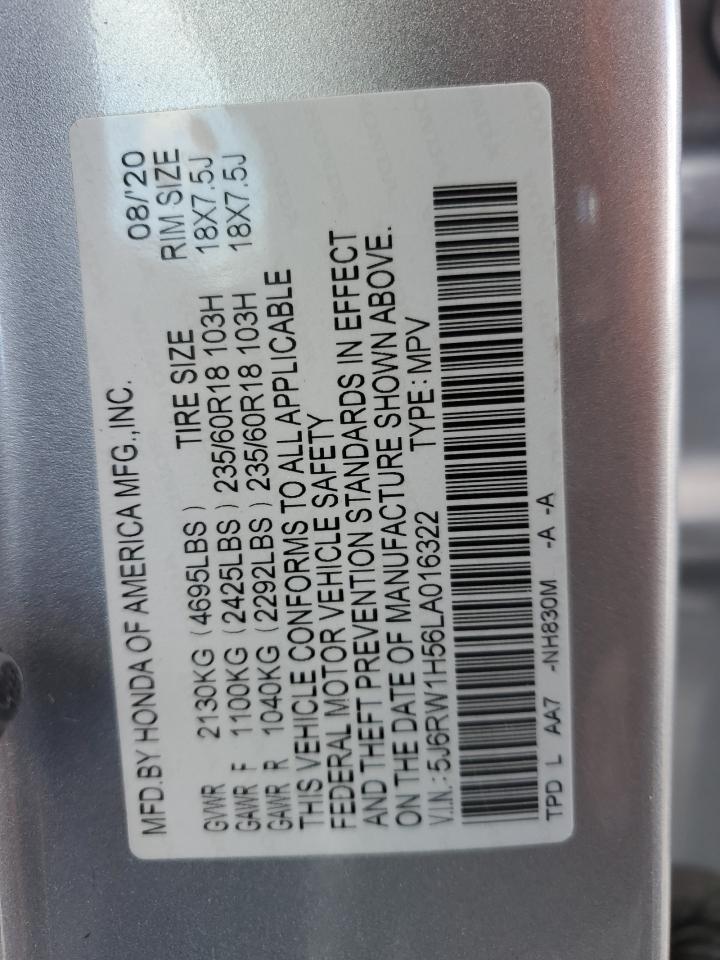 MFD.BY HONDA OF AMERICA MFG.,INC. 08/'20
TIRE SIZE RIM SIZE
GVWR 2130KG (4695LBS)
GAWR F 1100KG (2425LBS) 235/60R18 103H 18X7.5J
GAWR R 1040KG (2292LBS) 235/60R18 103H 18X7.5J
THIS VEHICLE CONFORMS TO ALL APPLICABLE
FEDERAL MOTOR VEHICLE SAFETY
AND THEFT PREVENTION STANDARDS IN EFFECT
ON THE DATE OF MANUFACTURE SHOWN ABOVE.
V.I.N.: 5J6RW1H56LA016322 TYPE: MPV
TPD L AA7 -NH830M -A -A